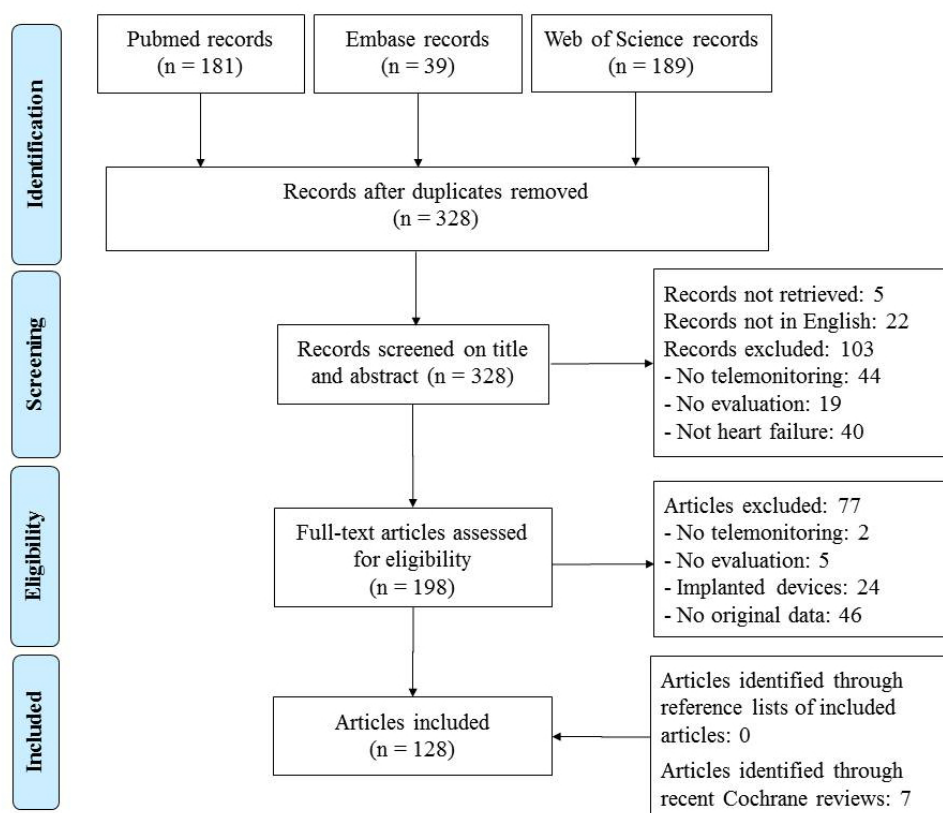 Pubmed records
(n = 181)
Embase records
(n = 39)
Web of Science records
(n = 189)
Identification
Records after duplicates removed
(n = 328)
Screening
Records screened on title
and abstract (n = 328)
Records not retrieved: 5
Records not in English: 22
Records excluded: 103
- No telemonitoring: 44
- No evaluation: 19
- Not heart failure: 40
Eligibility
Full-text articles assessed
for eligibility
(n = 198)
Articles excluded: 77
- No telemonitoring: 2
- No evaluation: 5
- Implanted devices: 24
- No original data: 46
Included
Articles included
(n = 128)
Articles identified through
reference lists of included
articles: 0
Articles identified through
recent Cochrane reviews: 7